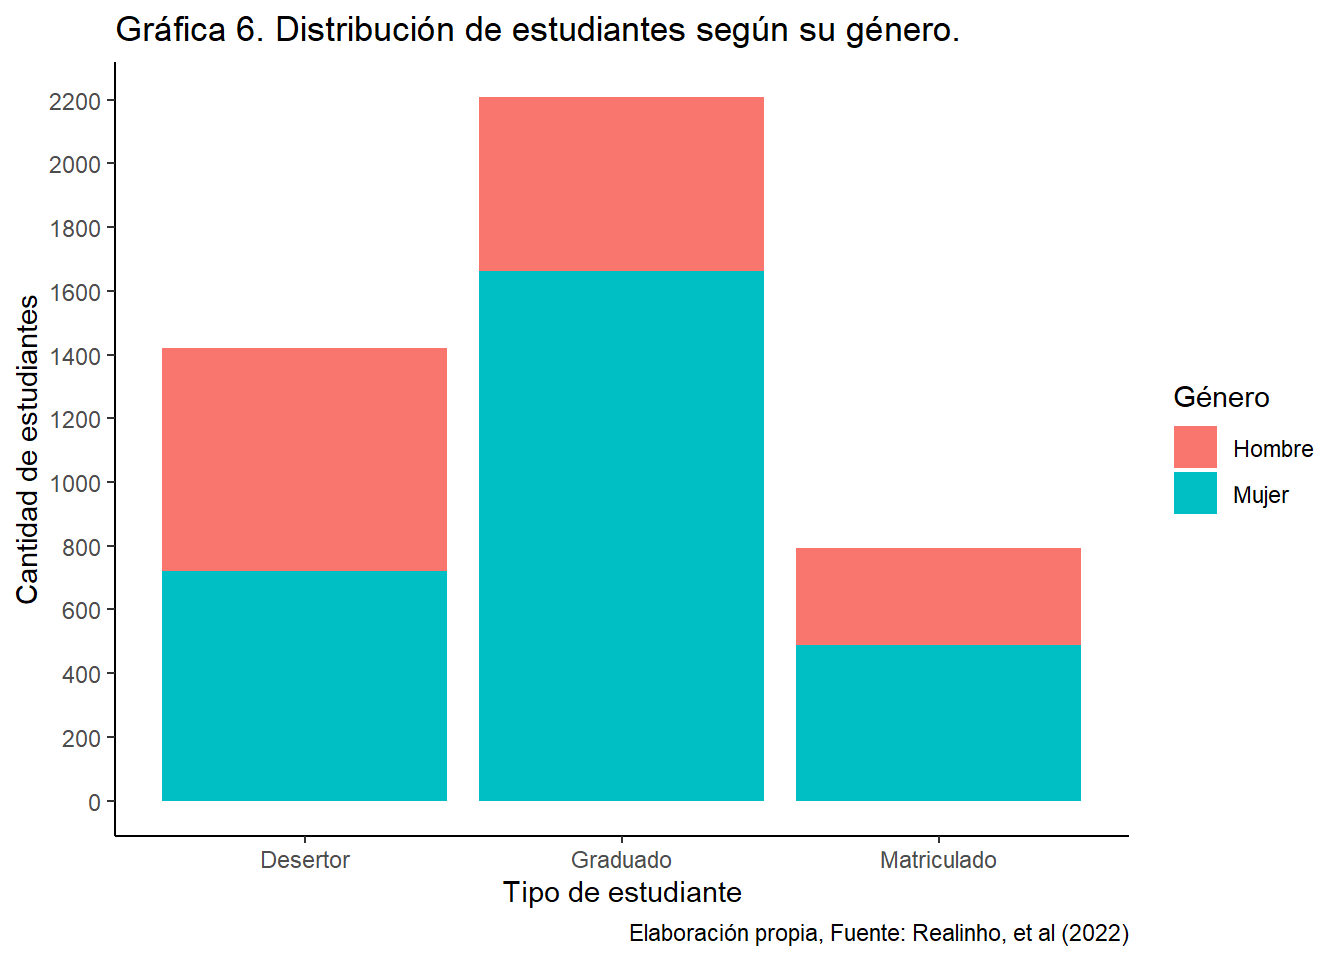 Gráfica 6. Distribución de estudiantes según su género.
Cantidad de estudiantes
2200
2000
1800
1600
1400
1200
1000
800
600
400
200
0
Desertor
Graduado
Matriculado
Tipo de estudiante
Género
Hombre
Mujer
Elaboración propia, Fuente: Realinho, et al (2022)